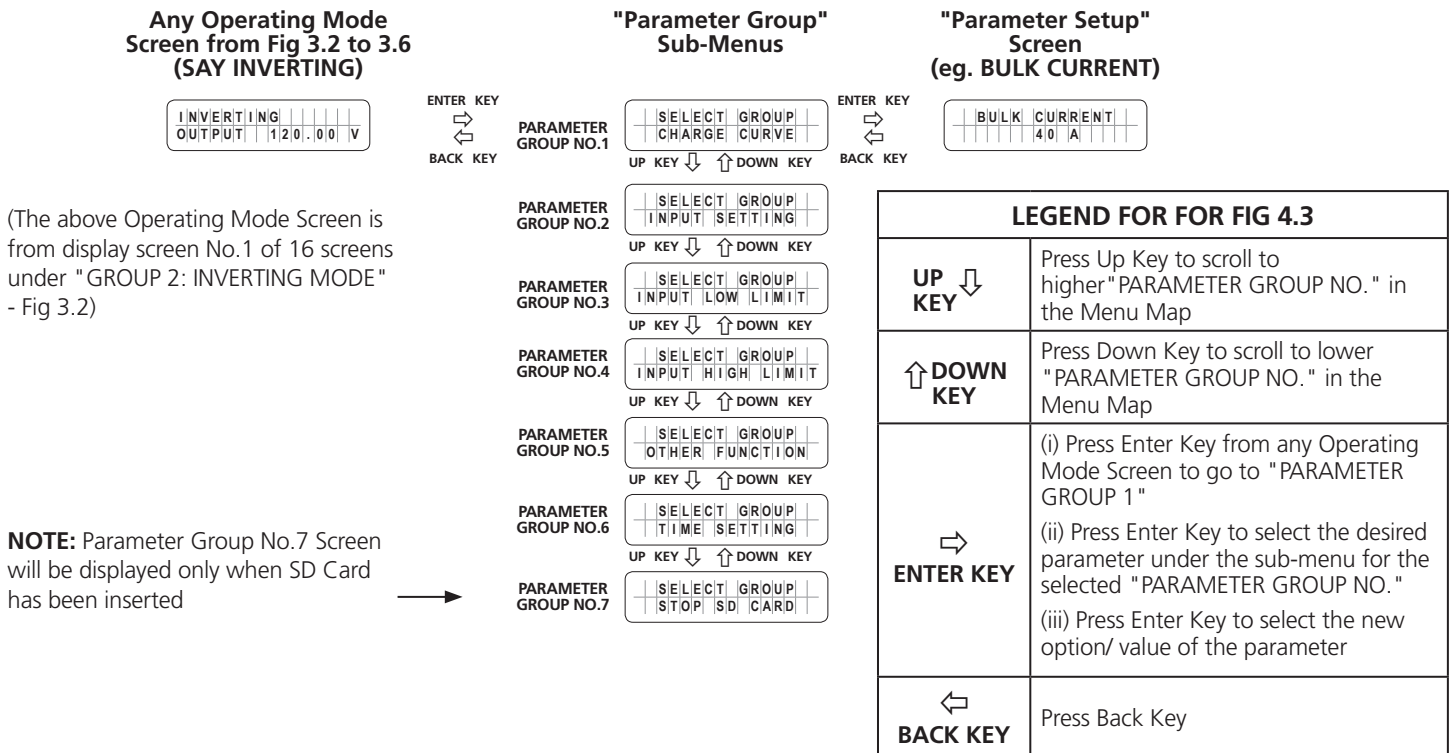 Any Operating Mode
Screen from Fig 3.2 to 3.6
(SAY INVERTING)
INVERTING
OUTPUT 120.00 V
ENTER KEY
BACK KEY
"Parameter Group"
Sub-Menus
PARAMETER
GROUP NO.1
SELECT GROUP
CHARGE CURVE
UP KEY DOWN KEY
ENTER KEY
BACK KEY
"Parameter Setup"
Screen
(eg. BULK CURRENT)
BULK CURRENT
40 A
(The above Operating Mode Screen is
from display screen No.1 of 16 screens
under "GROUP 2: INVERTING MODE"
- Fig 3.2)
PARAMETER
GROUP NO.2
SELECT GROUP
INPUT SETTING
UP KEY DOWN KEY
PARAMETER
GROUP NO.3
SELECT GROUP
INPUT LOW LIMIT
UP KEY DOWN KEY
PARAMETER
GROUP NO.4
SELECT GROUP
INPUT HIGH LIMIT
UP KEY DOWN KEY
PARAMETER
GROUP NO.5
SELECT GROUP
OTHER FUNCTION
UP KEY DOWN KEY
PARAMETER
GROUP NO.6
SELECT GROUP
TIME SETTING
UP KEY DOWN KEY
NOTE: Parameter Group No.7 Screen
will be displayed only when SD Card
has been inserted
PARAMETER
GROUP NO.7
SELECT GROUP
STOP SD CARD
LEGEND FOR FOR FIG 4.3
UP
KEY
Press Up Key to scroll to
higher"PARAMETER GROUP NO." in
the Menu Map
DOWN
KEY
Press Down Key to scroll to lower
"PARAMETER GROUP NO." in the
Menu Map
ENTER KEY
(i) Press Enter Key from any Operating
Mode Screen to go to "PARAMETER
GROUP 1"
(ii) Press Enter Key to select the desired
parameter under the sub-menu for the
selected "PARAMETER GROUP NO."
(iii) Press Enter Key to select the new
option/ value of the parameter
BACK KEY
Press Back Key